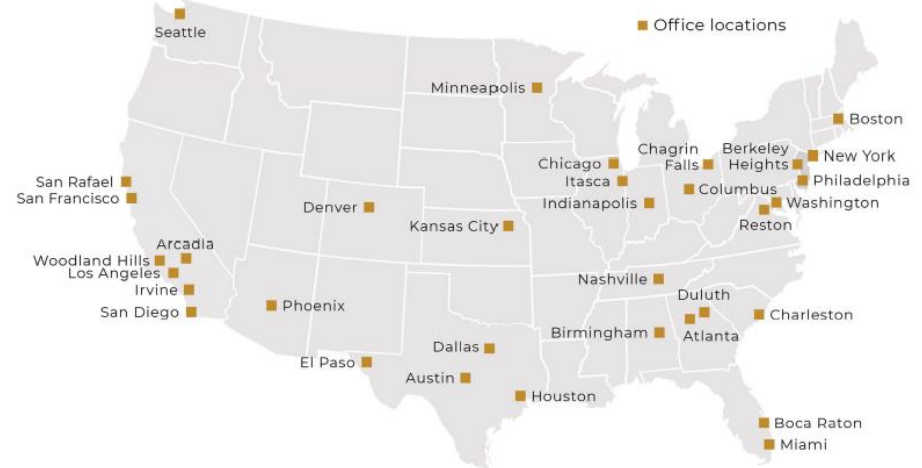 Office locations
Seattle
Minneapolis
Boston
Chagrin
Falls
Berkeley
Heights
New York
Chicago
Itasca
Philadelphia
San Rafael
San Francisco
Columbus
Indianapolis
Washington
Denver
Reston
Kansas City
Arcadia
Woodland Hills
Los Angeles
Nashville
Irvine
Duluth
San Diego
Phoenix
Charleston
Birmingham
Atlanta
Dallas
El Paso
Austin
Houston
Boca Raton
Miami